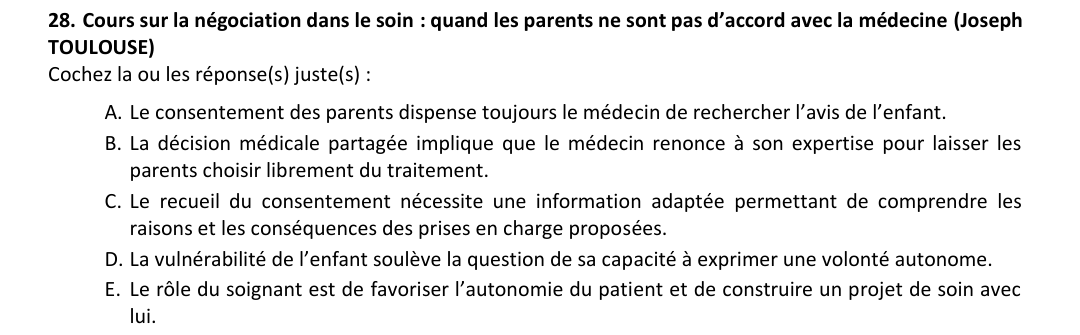 28. Cours sur la négociation dans le soin : quand les parents ne sont pas d’accord avec la médecine (Joseph
TOULOUSE)
Cochez la ou les réponse(s) juste(s) :
A. Le consentement des parents dispense toujours le médecin de rechercher l’avis de l’enfant.
B. La décision médicale partagée implique que le médecin renonce à son expertise pour laisser les
parents choisir librement du traitement.
C. Le recueil du consentement nécessite une information adaptée permettant de comprendre les
raisons et les conséquences des prises en charge proposées.
D. La vulnérabilité de l’enfant soulève la question de sa capacité à exprimer une volonté autonome.
E. Le rôle du soignant est de favoriser l’autonomie du patient et de construire un projet de soin avec
lui.